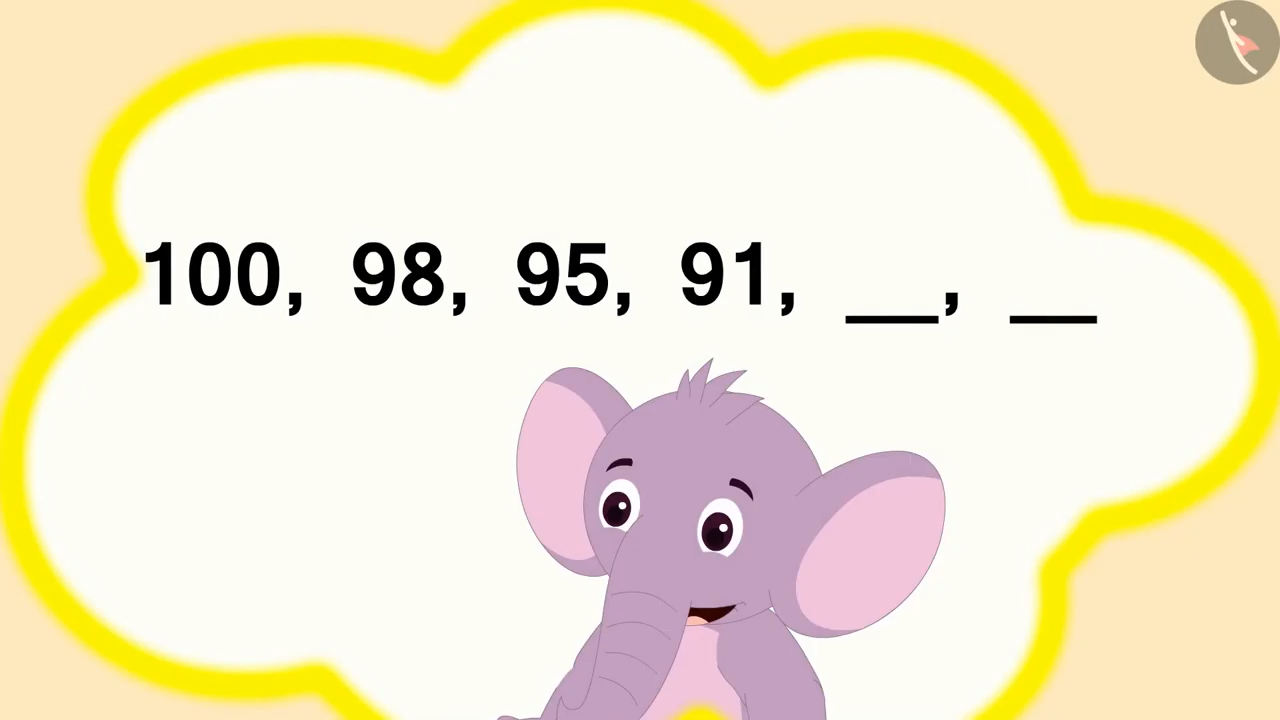 100, 98, 95, 91, __, __